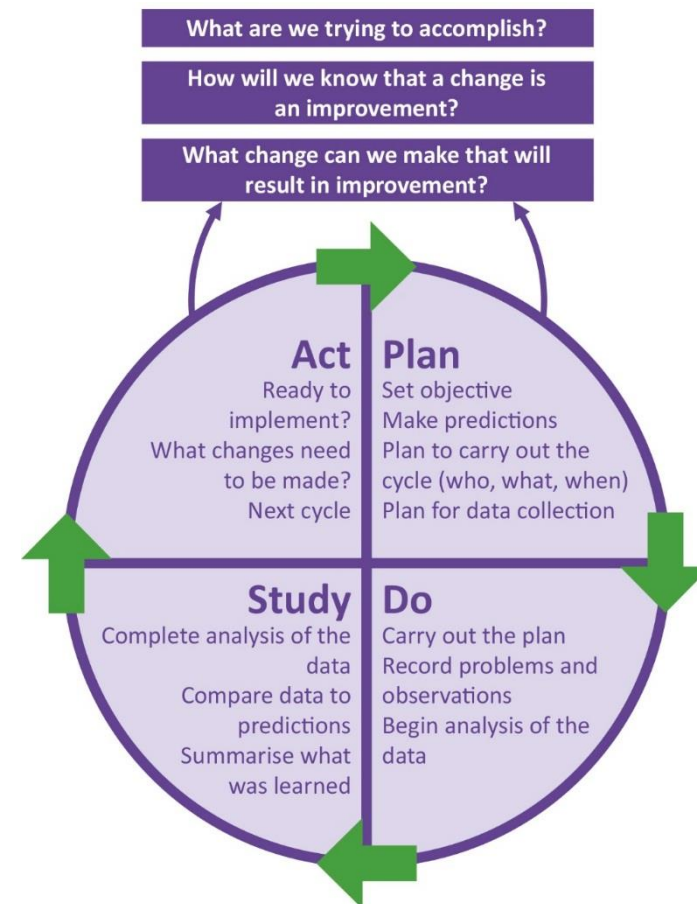 What are we trying to accomplish?
How will we know that a change is
an improvement?
What change can we make that will
result in improvement?
Act
Ready to
implement?
What changes need
to be made?
Next cycle
Plan
Set objective
Make predictions
Plan to carry out the
cycle (who, what, when)
Plan for data collection
Study
Complete analysis of the
data
Compare data to
predictions
Summarise what
was learned
Do
Carry out the plan
Record problems and
observations
Begin analysis of the
data